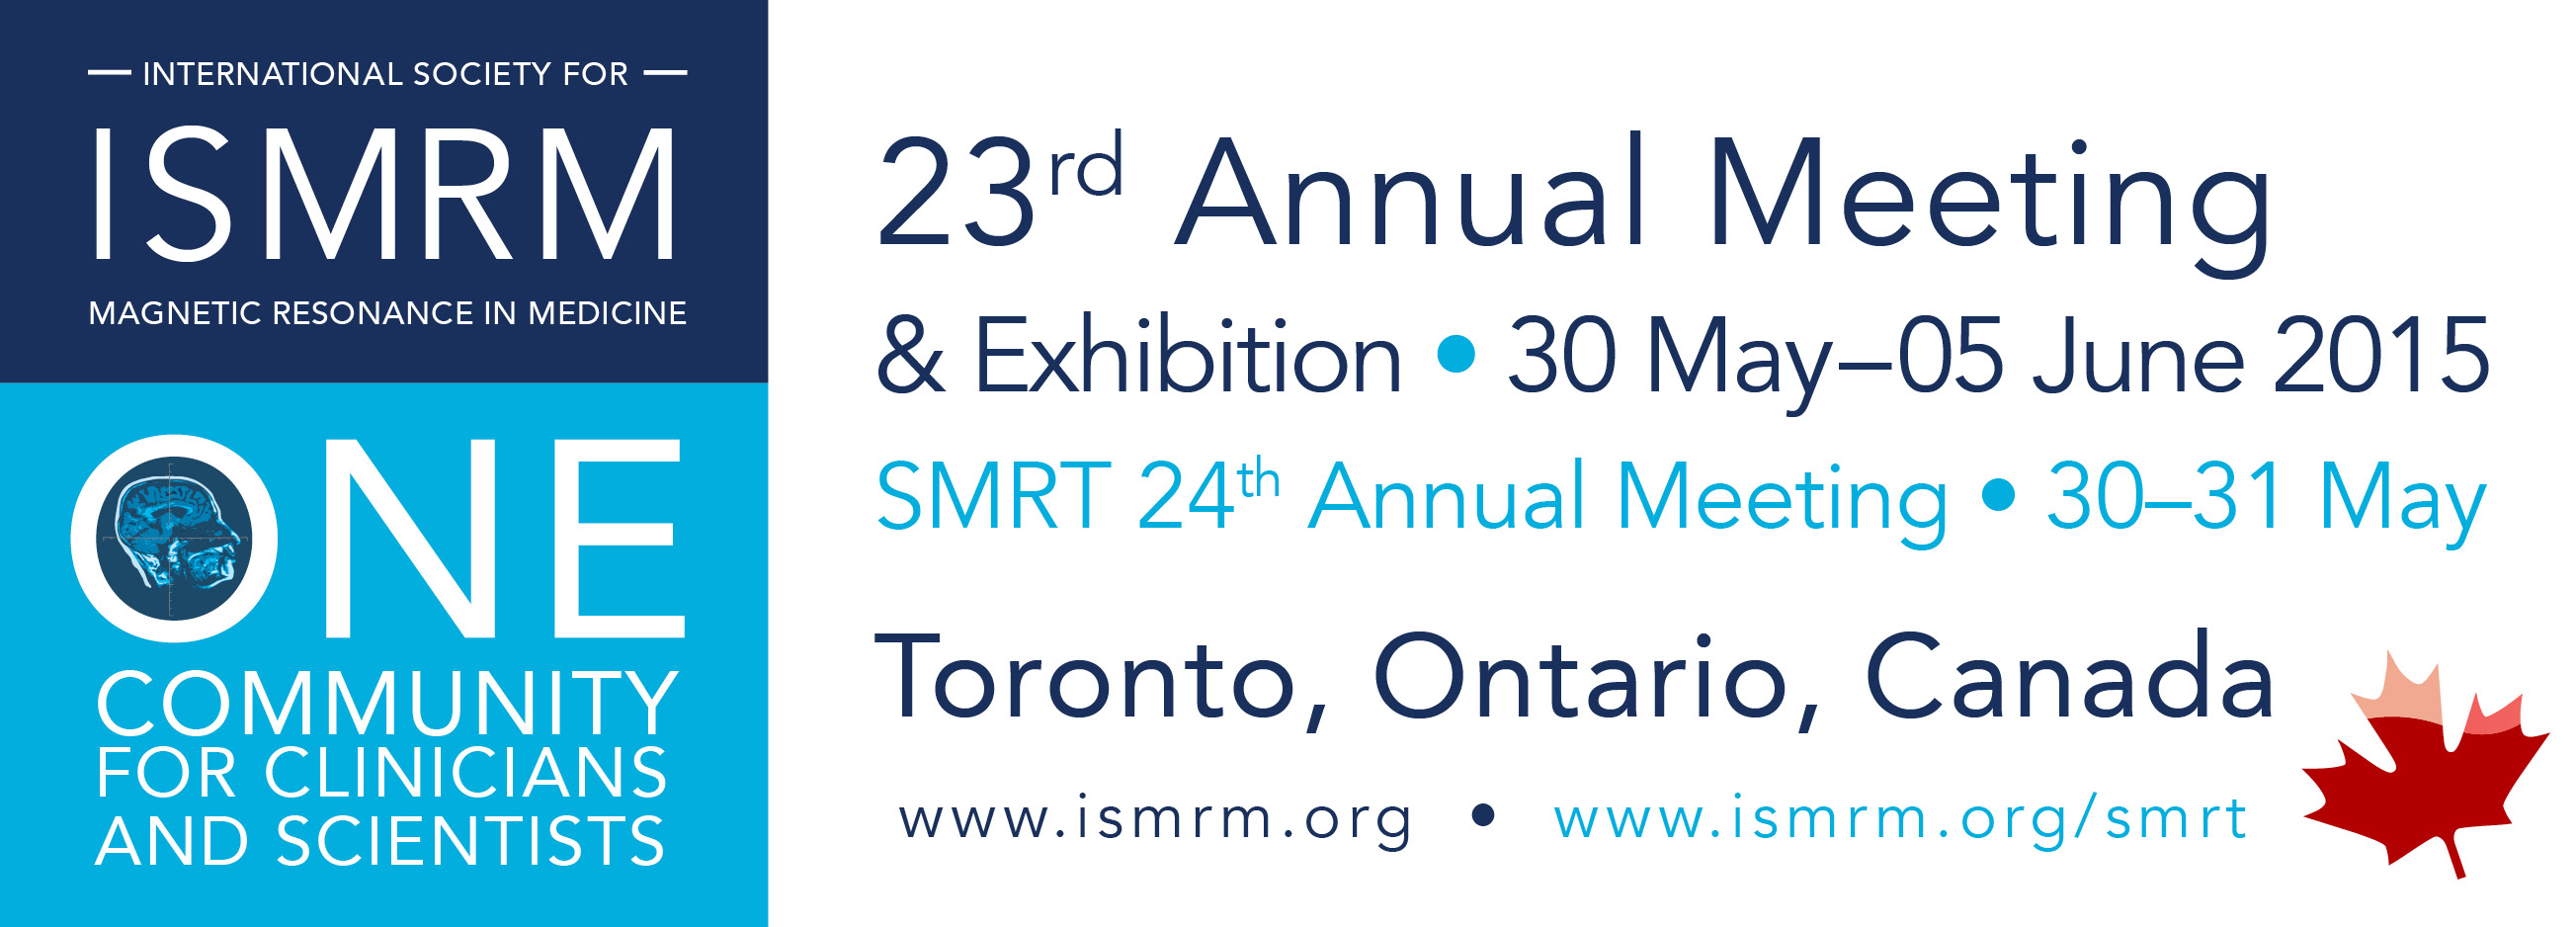 — INTERNATIONAL SOCIETY FOR —
ISMRM
MAGNETIC RESONANCE IN MEDICINE
ONE
COMMUNITY
FOR CLINICIANS
AND SCIENTISTS
23rd Annual Meeting
& Exhibition • 30 May–05 June 2015
SMRT 24th Annual Meeting • 30–31 May
Toronto, Ontario, Canada
www.ismrm.org • www.ismrm.org/smrt